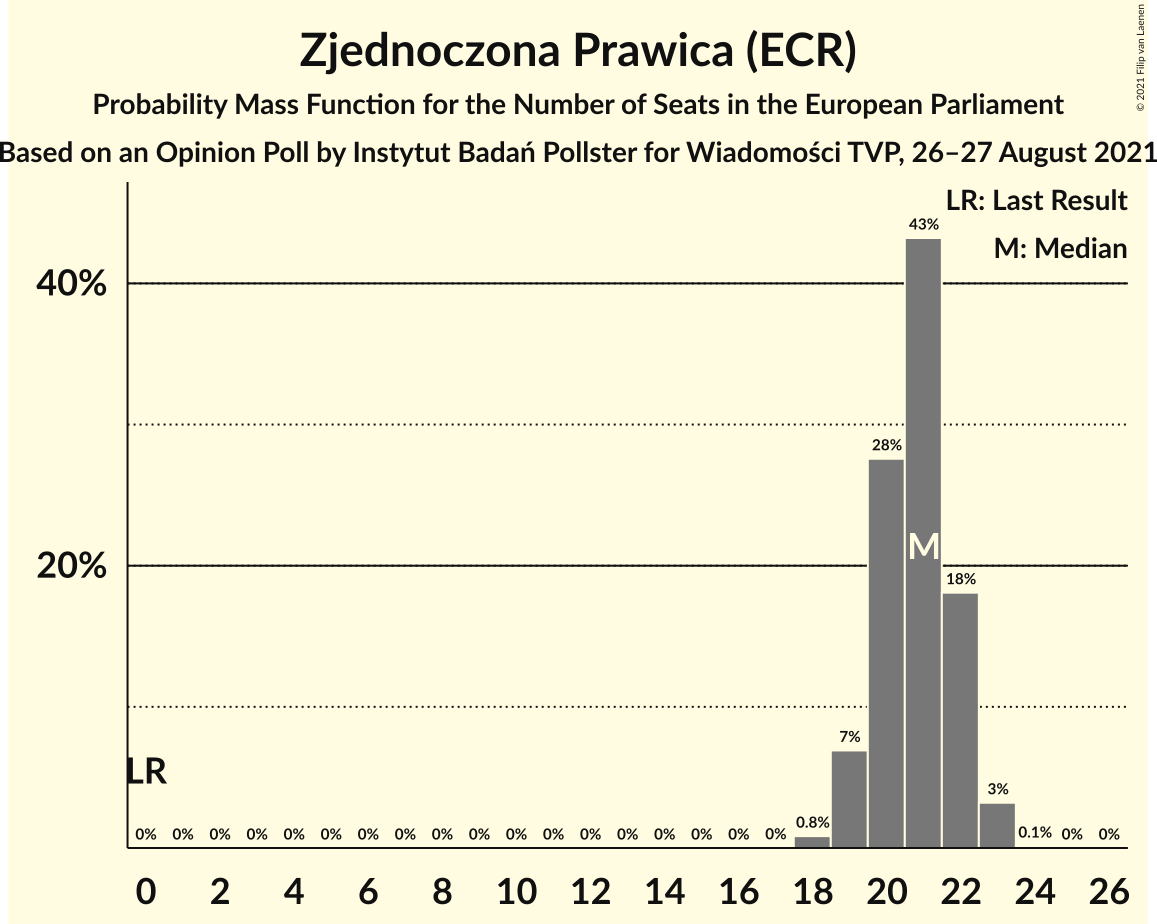 Zjednoczona Prawica (ECR)
Probability Mass Function for the Number of Seats in the European Parliament
Based on an Opinion Poll by Instytut Badań Pollster for Wiadomości TVP, 26–27 August 2021
© 2021 Filip van Laenen
LR: Last Result
M: Median
40%
20%
43%
28%
M
18%
7%
LR
3%
0% 0% 0% 0% 0% 0% 0% 0% 0% 0% 0% 0% 0% 0% 0% 0% 0% 0% 0.8% 0.1% 0% 0%
0 2 4 6 8 10 12 14 16 18 20 22 24 26